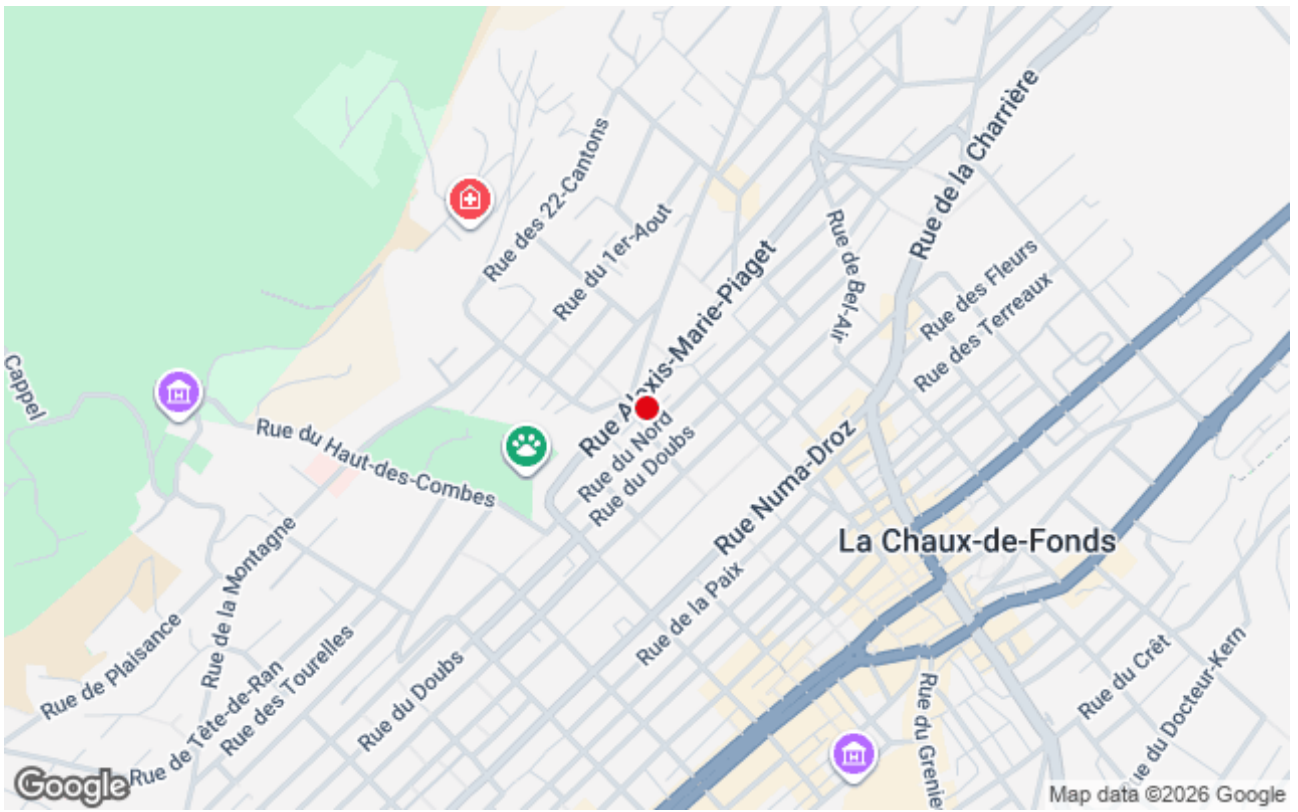 Rue de la Charrière
Rue des 22-Cantons
Rue du 1er-Aout
Rue de Bel-Air
Rue des Fleurs
Rue Alexis-Marie-Piaget
Rue des Terreaux
Cappel
Rue du Haut-des-Combes
Rue du Nord
Rue du Doubs
Rue Numa-Droz
La Chaux-de-Fonds
Rue de la Montagne
Rue de la Paix
Rue de Plaisance
Rue des Tourelles
Rue de Tête-de-Ran
Rue du Doubs
Rue du Crêt
Rue du Docteur-Kern
Rue du Grenie
Google
Map data ©2026 Google